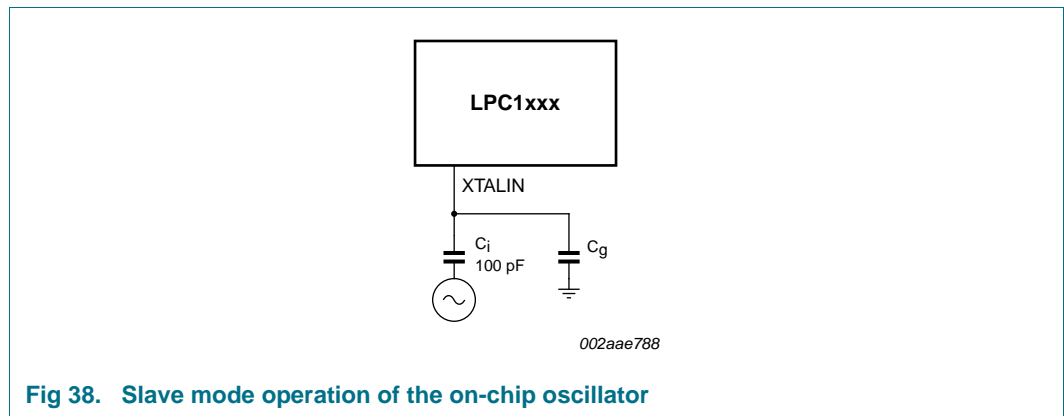 LPC1xxx
XTALIN
Ci
100 pF
Cg
002aae788
Fig 38. Slave mode operation of the on-chip oscillator